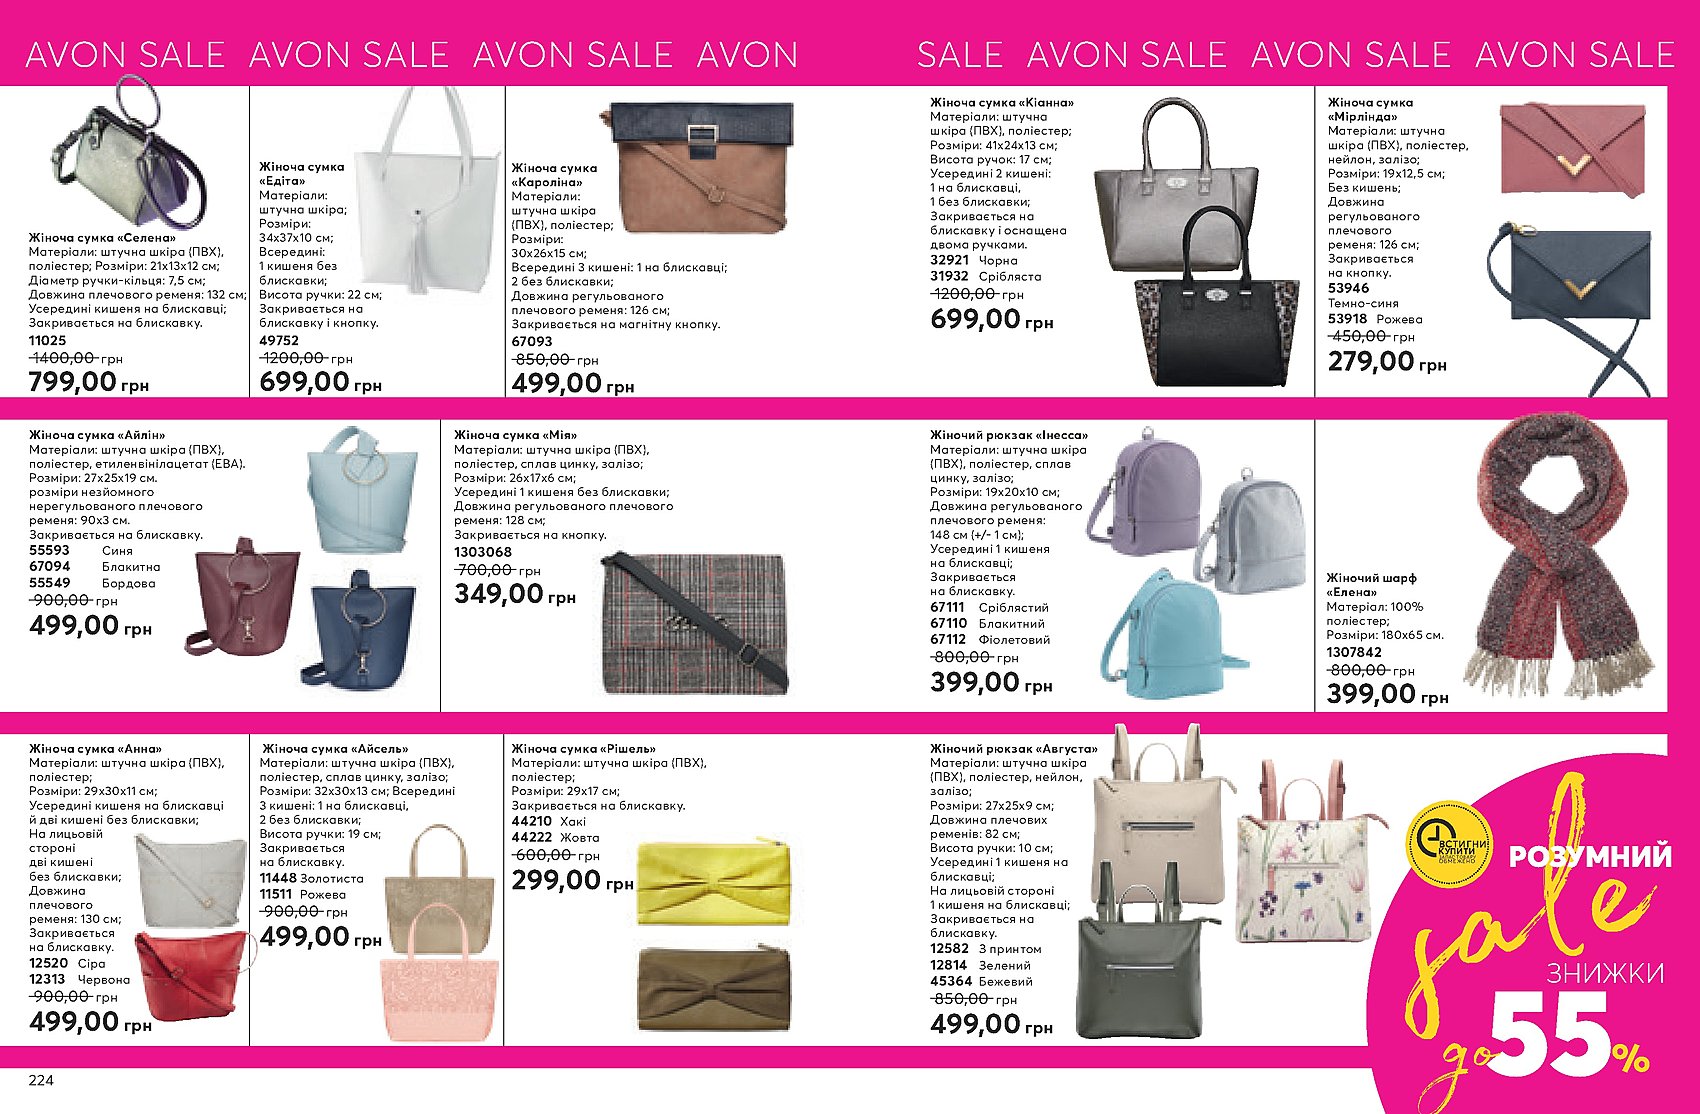 AVON SALE AVON SALE AVON SALE AVON
SALE AVON SALE AVON SALE AVON SALE
Жіноча сумка «Селена»
Матеріали: штучна шкіра (ПВХ),
поліестер; Розміри: 21х13х12 см;
Діаметр ручки-кільця: 7,5 см;
Довжина плечового ременя: 132 см;
Усередині кишеня на блискавці;
Закривається на блискавку.
11025
1400,00 грн
799,00 грн
Жіноча сумка
«Едіта»
Матеріали:
штучна шкіра;
Розміри:
34х37х10 см;
Всередині:
1 кишеня без
блискавки;
Висота ручки: 22 см;
Закривається на
блискавку і кнопку.
49752
1200,00 грн
699,00 грн
Жіноча сумка
«Кароліна»
Матеріали:
штучна шкіра
(ПВХ), поліестер;
Розміри:
30х26х15 см;
Всередині 3 кишені: 1 на блискавці;
2 без блискавки;
Довжина регульованого
плечового ременя: 126 см;
Закривається на магнітну кнопку.
67093
850,00 грн
499,00 грн
Жіноча сумка «Кіанна»
Матеріали: штучна
шкіра (ПВХ), поліестер;
Розміри: 41х24х13 см;
Висота ручок: 17 см;
Усередині 2 кишені:
1 на блискавці,
1 без блискавки;
Закривається на
блискавку і оснащена
двома ручками.
32921 Чорна
31932 Срібляста
1200,00 грн
699,00 грн
Жіноча сумка
«Мірлінда»
Матеріали: штучна
шкіра (ПВХ), поліестер,
нейлон, залізо;
Розміри: 19х12,5 см;
Без кишень;
Довжина
регульованого
плечового
ременя: 126 см;
Закривається
на кнопку.
53946
Темно-синя
53918 Рожева
450,00 грн
279,00 грн
Жіноча сумка «Айлін»
Матеріали: штучна шкіра (ПВХ),
поліестер, етиленвінілацетат (ЕВА).
Розміри: 27х25х19 см.
розміри незйомного
нерегульованого плечового
ременя: 90х3 см.
Закривається на блискавку.
55593 Синя
67094 Блакитна
55549 Бордова
900,00 грн
499,00 грн
Жіноча сумка «Мія»
Матеріали: штучна шкіра (ПВХ),
поліестер, сплав цинку, залізо;
Розміри: 26х17х6 см;
Усередині 1 кишеня без блискавки;
Довжина регульованого плечового
ременя: 128 см;
Закривається на кнопку.
1303068
700,00 грн
349,00 грн
Жіночий рюкзак «Інесса»
Матеріали: штучна шкіра
(ПВХ), поліестер, сплав
цинку, залізо;
Розміри: 19х20х10 см;
Довжина регульованого
плечового ременя:
148 см (+/- 1 см);
Усередині 1 кишеня
на блискавці;
Закривається
на блискавку.
67111 Сріблястий
67110 Блакитний
67112 Фіолетовий
800,00 грн
399,00 грн
Жіночий шарф
«Елена»
Матеріал: 100%
поліестер;
Розміри: 180х65 см.
1307842
800,00 грн
399,00 грн
Жіноча сумка «Анна»
Матеріали: штучна шкіра (ПВХ),
поліестер;
Розміри: 29х30х11 см;
Усередині кишеня на блискавці
й дві кишені без блискавки;
На лицьовій
стороні
дві кишені
без блискавки;
Довжина
плечового
ременя: 130 см;
Закривається
на блискавку.
12520 Сіра
12313 Червона
900,00 грн
499,00 грн
Жіноча сумка «Айсель»
Матеріали: штучна шкіра (ПВХ),
поліестер, сплав цинку, залізо;
Розміри: 32х30х13 см; Всередині
3 кишені: 1 на блискавці,
2 без блискавки;
Висота ручки: 19 см;
Закривається
на блискавку.
11448 Золотиста
11511 Рожева
900,00 грн
499,00 грн
Жіноча сумка «Рішель»
Матеріали: штучна шкіра (ПВХ),
поліестер;
Розміри: 29х17 см;
Закривається на блискавку.
44210 Хакі
44222 Жовта
600,00 грн
299,00 грн
Жіночий рюкзак «Августа»
Матеріали: штучна шкіра
(ПВХ), поліестер, нейлон,
залізо;
Розміри: 27х25х9 см;
Довжина плечових
ременів: 82 см;
Висота ручки: 10 см;
Усередині 1 кишеня на
блискавці;
На лицьовій стороні
1 кишеня на блискавці;
Закривається на
блискавку.
12582 З принтом
12814 Зелений
45364 Бежевий
850,00 грн
499,00 грн
ВСТИГНИ
КУПИТИ
ЗАПАС ТОВАРУ
ОБМЕЖЕНО
РОЗУМНИЙ
sale
ЗНИЖКИ
до 55%
224